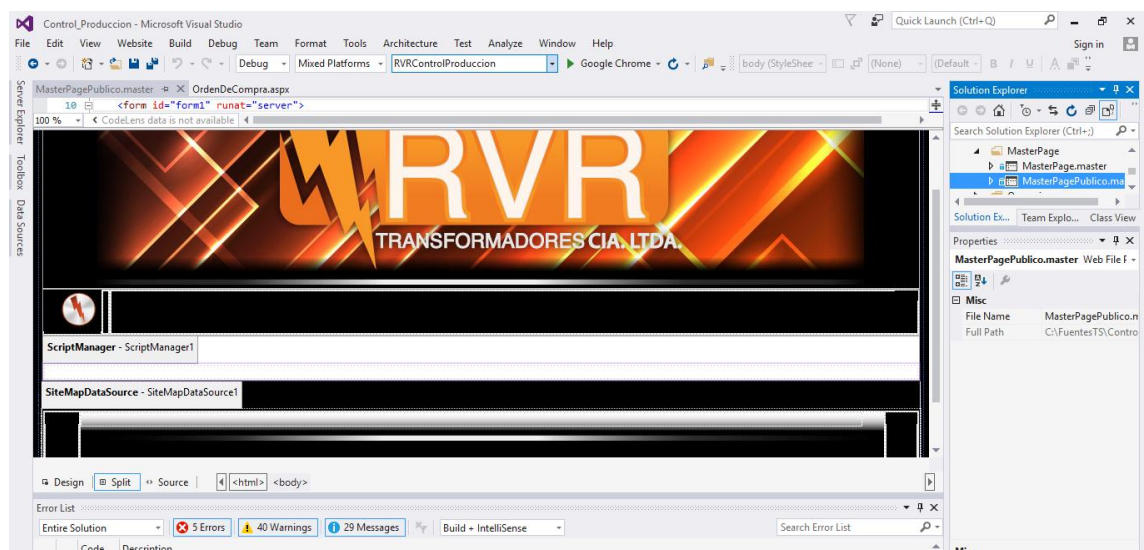 Control_Produccion - Microsoft Visual Studio
Quick Launch (Ctrl+Q)
File Edit View Website Build Debug Team Format Tools Architecture Test Analyze Window Help
Sign in
Debug Mixed Platforms RVRControlProduccion Google Chrome body (StyleShee (None) (Default B I U A
Server Explorer
Toolbox
Data Sources
MasterPagePublico.master OrdenDeCompra.aspx
10 <form id="form1" runat="server">
100 % CodeLens data is not available
RVR
TRANSFORMADORES CIA. LTDA.
ScriptManager - ScriptManager1
SiteMapDataSource - SiteMapDataSource1
Design Split Source <html> <body>
Error List
Entire Solution 5 Errors 40 Warnings 29 Messages Build + IntelliSense Search Error List
Code Description
Solution Explorer
Search Solution Explorer (Ctrl+;)
MasterPage
MasterPage.master
MasterPagePublico.ma
Solution Ex... Team Explo... Class View
Properties
MasterPagePublico.master Web File F
Misc
File Name MasterPagePublico.m
Full Path C:\FuentesTS\Contro